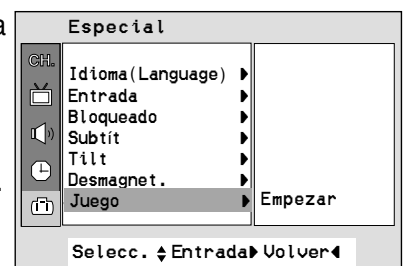 a
Especial
CH.
Idioma(Language)
Entrada
Bloqueado
Subtít
Tilt
Desmagnet.
Juego Empezar
Selecc. Entrada Volver